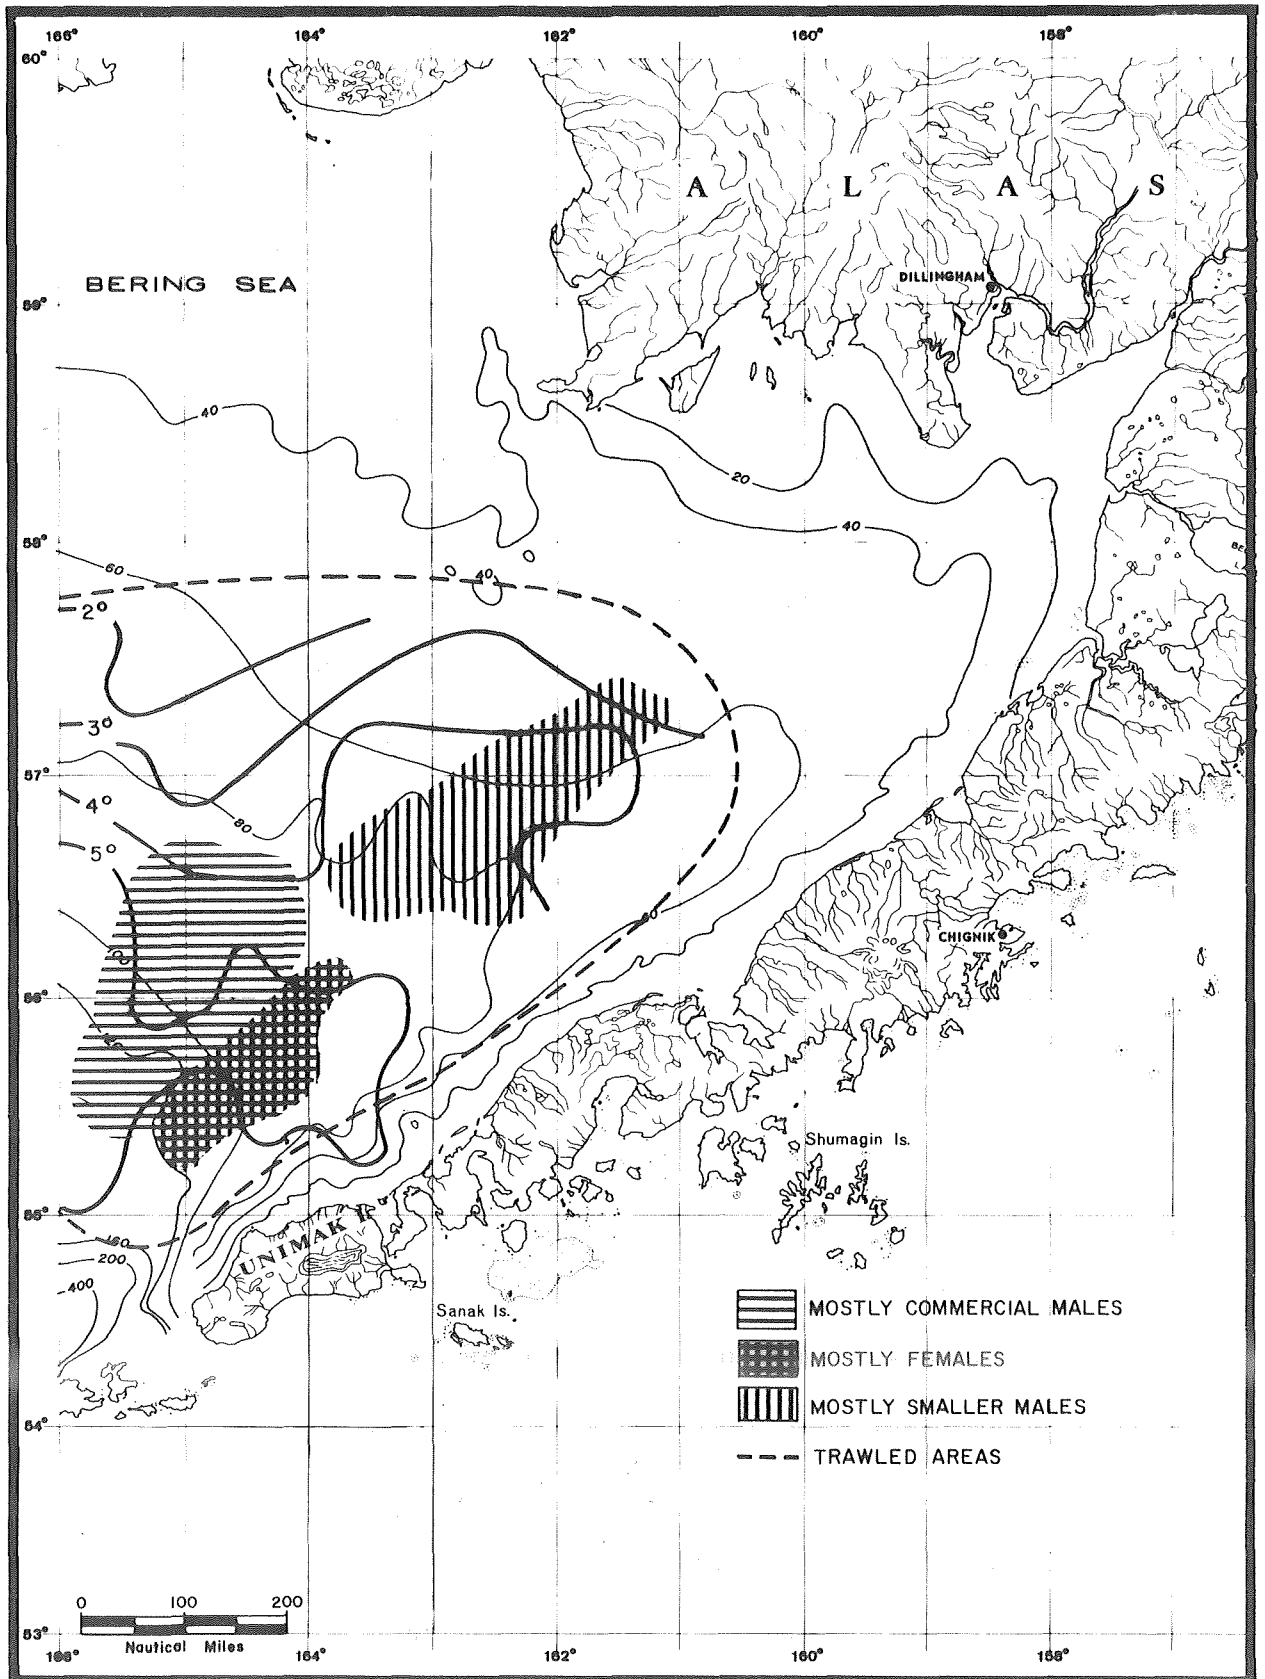 166° 164° 162° 160° 158°
60°
A L A S
DILLINGHAM
BERING SEA
59°
40
20
40
58°
60
40
2°
3°
57°
4°
80
5°
60
CHIGNIK
56°
Shumagin Is.
55°
UNIMAK I.
160
200
400
Sanak Is.
MOSTLY COMMERCIAL MALES
MOSTLY FEMALES
MOSTLY SMALLER MALES
54°
TRAWLED AREAS
0 100 200
Nautical Miles
53°
166° 164° 162° 160° 158°